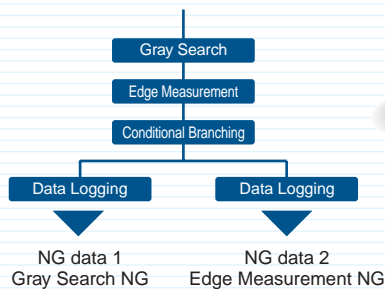 Gray Search
Edge Measurement
Conditional Branching
Data Logging
Data Logging
NG data 1
Gray Search NG
NG data 2
Edge Measurement NG